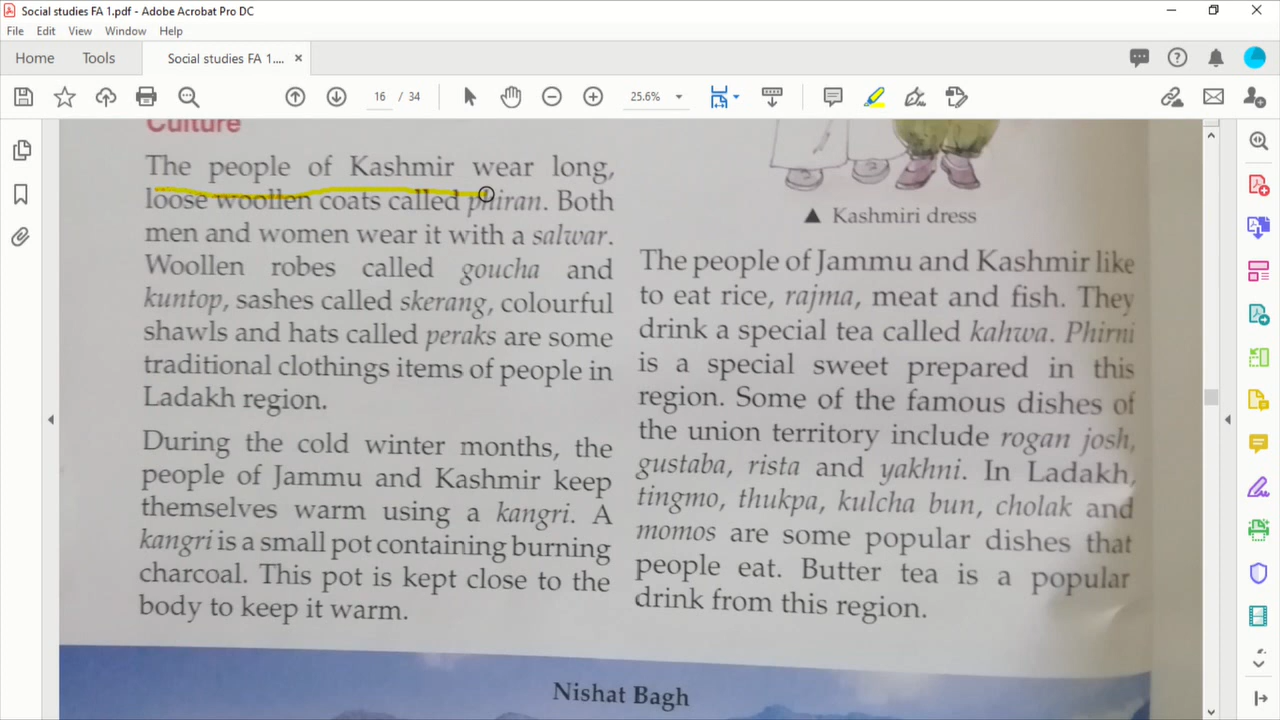 Social studies FA 1.pdf - Adobe Acrobat Pro DC
File Edit View Window Help
Home Tools Social studies FA 1....
16 / 34 25.6%
Culture
The people of Kashmir wear long,
loose woollen coats called phiran. Both
men and women wear it with a salwar.
Woollen robes called goucha and
kuntop, sashes called skerang, colourful
shawls and hats called peraks are some
traditional clothings items of people in
Ladakh region.
During the cold winter months, the
people of Jammu and Kashmir keep
themselves warm using a kangri. A
kangri is a small pot containing burning
charcoal. This pot is kept close to the
body to keep it warm.
▲ Kashmiri dress
The people of Jammu and Kashmir like
to eat rice, rajma, meat and fish. They
drink a special tea called kahwa. Phirni
is a special sweet prepared in this
region. Some of the famous dishes of
the union territory include rogan josh,
gustaba, rista and yakhni. In Ladakh,
tingmo, thukpa, kulcha bun, cholak and
momos are some popular dishes that
people eat. Butter tea is a popular
drink from this region.
Nishat Bagh